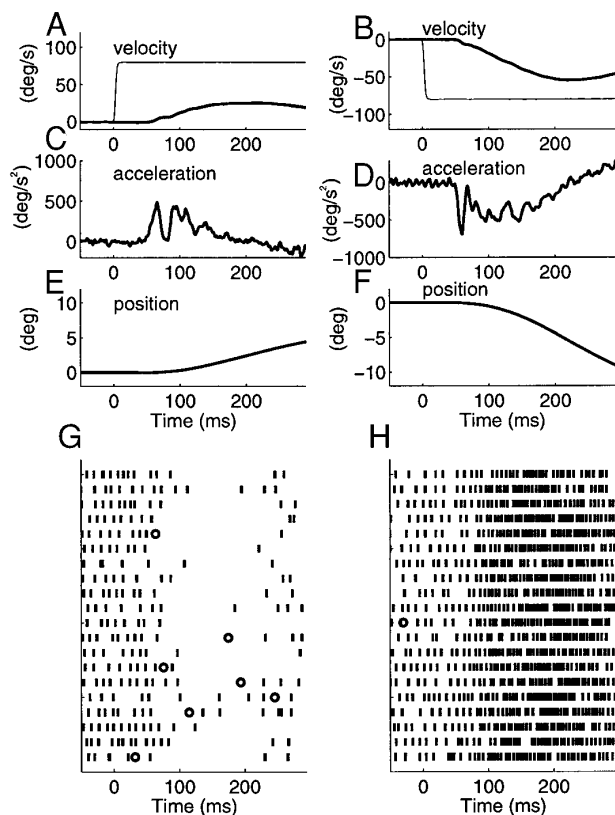 A
B
(deg/s)
100
50
0
velocity
0
200
(deg/s)
0
−50
−100
velocity
0
200
C
D
(deg/s²)
1000
500
0
acceleration
0
100
200
(deg/s²)
0
−500
−1000
acceleration
0
100
200
E
F
(deg)
10
5
0
position
0
100
200
Time (ms)
(deg)
0
−5
−10
position
0
100
200
Time (ms)
G
H
0
100
200
Time (ms)
0
100
200
Time (ms)